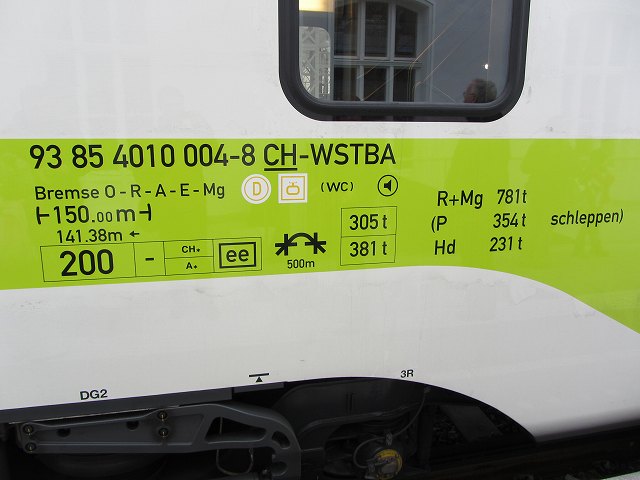 93 85 4010 004-8 CH-WSTBA
Bremse O-R-A-E-Mg D (WC)
150.00m
141.38m ←
200 - CH* A* ee
500m
305 t
381 t
R+Mg 781t
(P 354 t schleppen)
Hd 231 t
DG2
3R